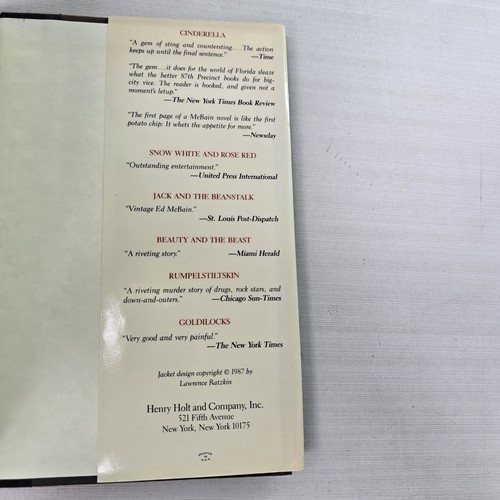 CINDERELLA
"A gem of sting and countersting. . . . The action
keeps up until the final sentence."
—Time
"The gem . . . it does for the world of Florida sleaze
what the better 87th Precinct books do for big-
city vice. The reader is hooked, and given not a
moment's letup."
—The New York Times Book Review
"The first page of a McBain novel is like the first
potato chip: It whets the appetite for more."
—Newsday
SNOW WHITE AND ROSE RED
"Outstanding entertainment."
—United Press International
JACK AND THE BEANSTALK
"Vintage Ed McBain."
—St. Louis Post-Dispatch
BEAUTY AND THE BEAST
"A riveting story." —Miami Herald
RUMPELSTILTSKIN
"A riveting murder story of drugs, rock stars, and
down-and-outers." —Chicago Sun-Times
GOLDILOCKS
"Very good and very painful."
—The New York Times
Jacket design copyright © 1987 by
Lawrence Ratzkin
Henry Holt and Company, Inc.
521 Fifth Avenue
New York, New York 10175